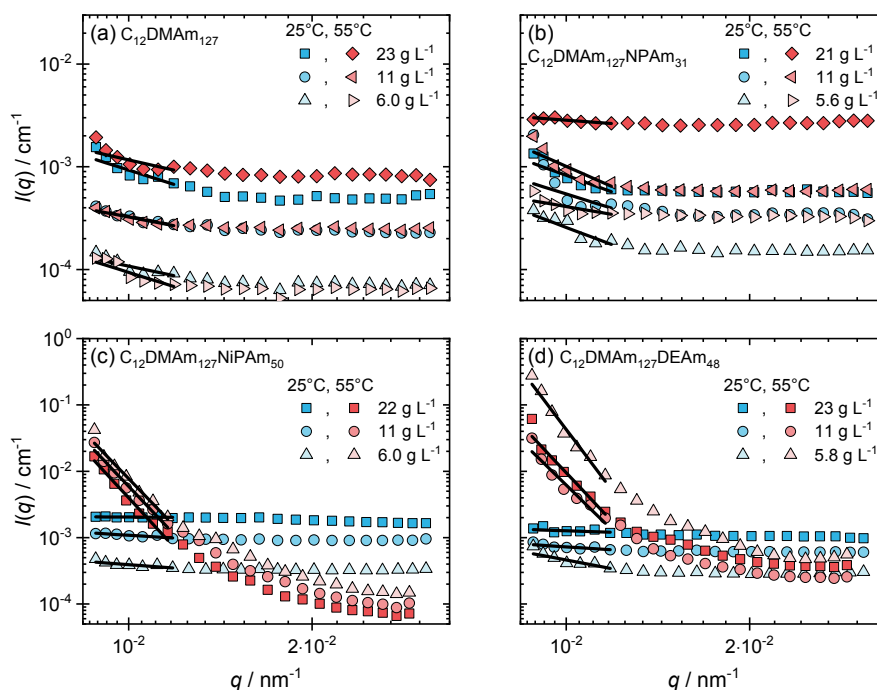 (a) C₁₂DMAm₁₂₇
25°C, 55°C
, 23 g L⁻¹
, 11 g L⁻¹
, 6.0 g L⁻¹
(b)
25°C, 55°C
C₁₂DMAm₁₂₇NPAm₃₁
, 21 g L⁻¹
, 11 g L⁻¹
, 5.6 g L⁻¹
10⁻²
10⁻³
10⁻⁴
I(q) / cm⁻¹
(c) C₁₂DMAm₁₂₇NiPAm₅₀
25°C, 55°C
, 22 g L⁻¹
, 11 g L⁻¹
, 6.0 g L⁻¹
(d) C₁₂DMAm₁₂₇DEAm₄₈
25°C, 55°C
, 23 g L⁻¹
, 11 g L⁻¹
, 5.8 g L⁻¹
10⁰
10⁻¹
10⁻²
10⁻³
10⁻⁴
I(q) / cm⁻¹
10⁻² 2·10⁻² 10⁻² 2·10⁻²
q / nm⁻¹ q / nm⁻¹